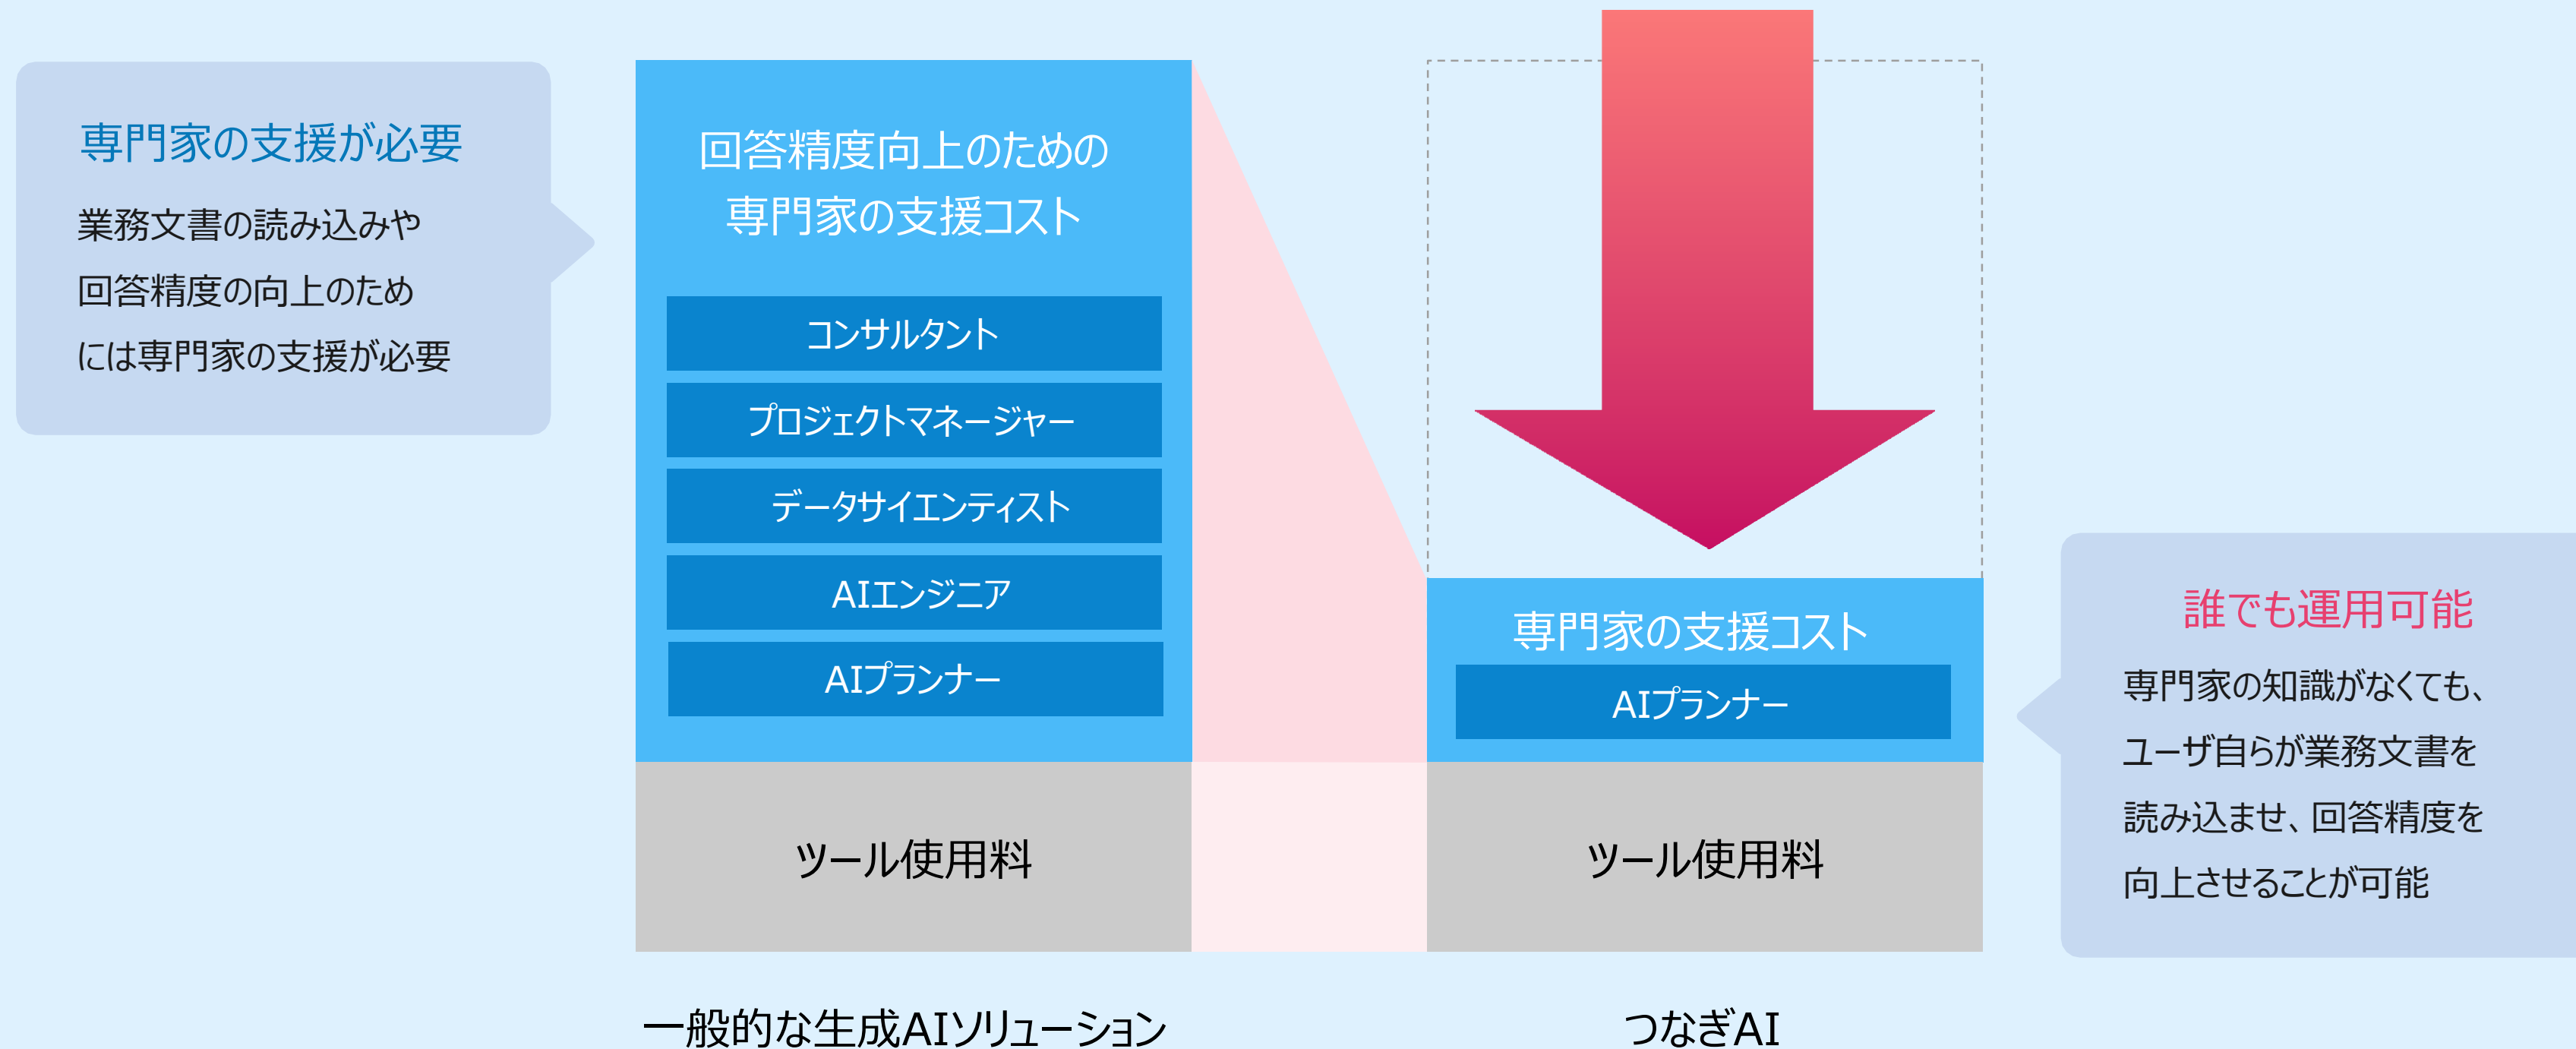 専門家の支援が必要
業務文書の読み込みや
回答精度の向上のため
には専門家の支援が必要
回答精度向上のための
専門家の支援コスト
コンサルタント
プロジェクトマネージャー
データサイエンティスト
AIエンジニア
AIプランナー
ツール使用料
一般的な生成AIソリューション
専門家の支援コスト
AIプランナー
ツール使用料
つなぎAI
誰でも運用可能
専門家の知識がなくても、
ユーザ自らが業務文書を
読み込ませ、回答精度を
向上させることが可能